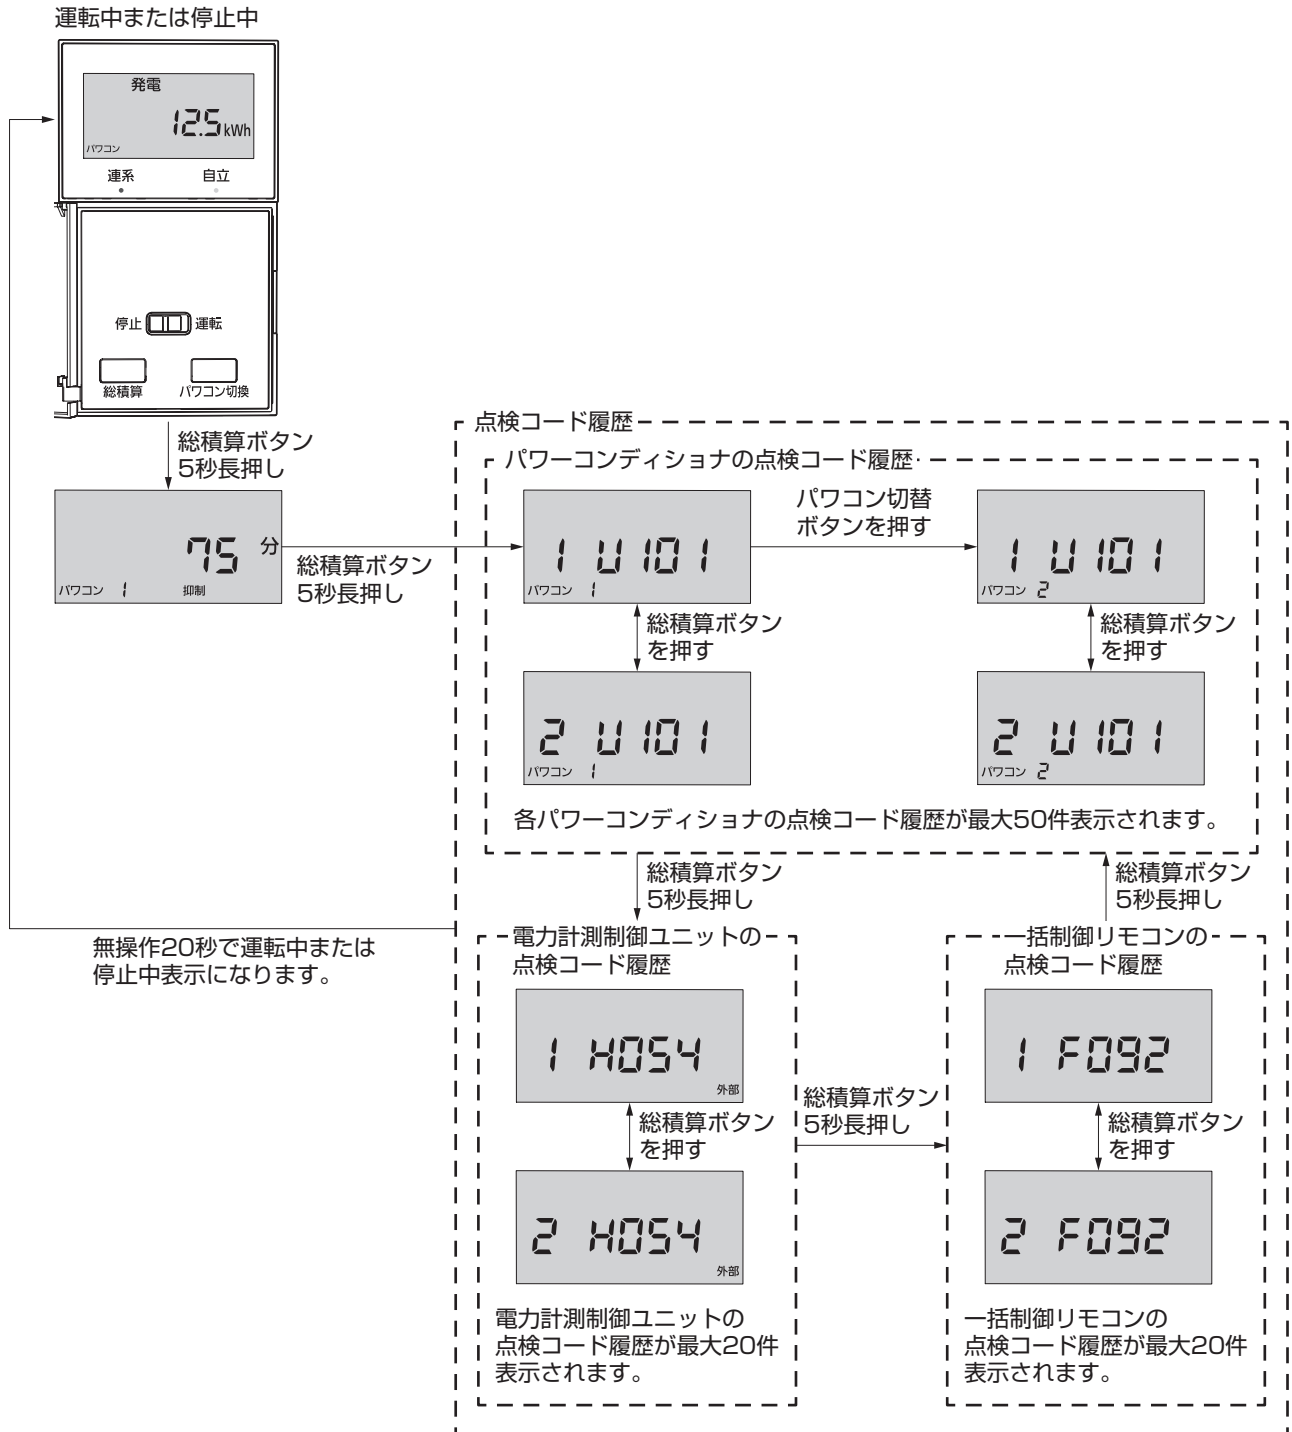 運転中または停止中
発電
12.5 kWh
パワコン
連系 自立
停止 運転
総積算 パワコン切換
総積算ボタン
5秒長押し
75 分
パワコン 1 抑制
総積算ボタン
5秒長押し
点検コード履歴
パワーコンディショナの点検コード履歴
1 U101
パワコン 1
パワコン切替
ボタンを押す
1 U101
パワコン 2
総積算ボタン
を押す
総積算ボタン
を押す
2 U101
パワコン 1
2 U101
パワコン 2
各パワーコンディショナの点検コード履歴が最大50件表示されます。
総積算ボタン
5秒長押し
総積算ボタン
5秒長押し
無操作20秒で運転中または
停止中表示になります。
電力計測制御ユニットの
点検コード履歴
1 H054
外部
総積算ボタン
を押す
2 H054
外部
電力計測制御ユニットの
点検コード履歴が最大20件
表示されます。
総積算ボタン
5秒長押し
一括制御リモコンの
点検コード履歴
1 F092
総積算ボタン
を押す
2 F092
一括制御リモコンの
点検コード履歴が最大20件
表示されます。